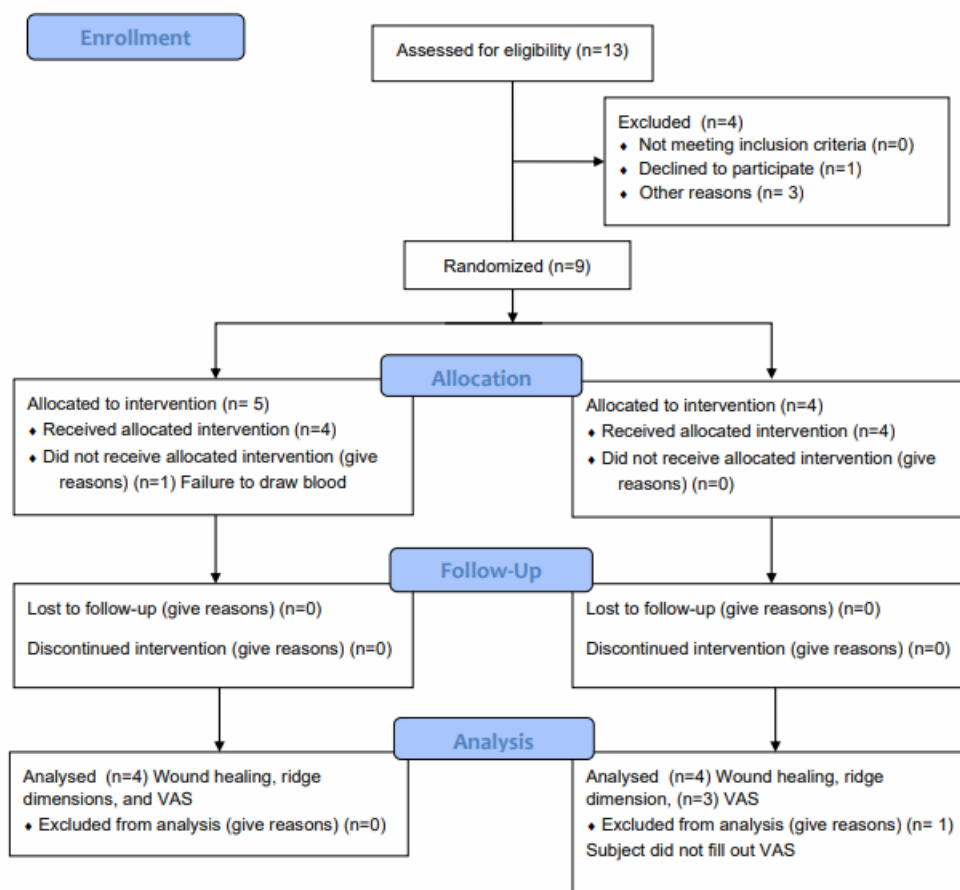 Enrollment
Assessed for eligibility (n=13)
Excluded (n=4)
♦ Not meeting inclusion criteria (n=0)
♦ Declined to participate (n=1)
♦ Other reasons (n= 3)
Randomized (n=9)
Allocation
Allocated to intervention (n= 5)
♦ Received allocated intervention (n=4)
♦ Did not receive allocated intervention (give
reasons) (n=1) Failure to draw blood
Allocated to intervention (n=4)
♦ Received allocated intervention (n=4)
♦ Did not receive allocated intervention (give
reasons) (n=0)
Follow-Up
Lost to follow-up (give reasons) (n=0)
Discontinued intervention (give reasons) (n=0)
Lost to follow-up (give reasons) (n=0)
Discontinued intervention (give reasons) (n=0)
Analysis
Analysed (n=4) Wound healing, ridge
dimensions, and VAS
♦ Excluded from analysis (give reasons) (n=0)
Analysed (n=4) Wound healing, ridge
dimension, (n=3) VAS
♦ Excluded from analysis (give reasons) (n= 1)
Subject did not fill out VAS